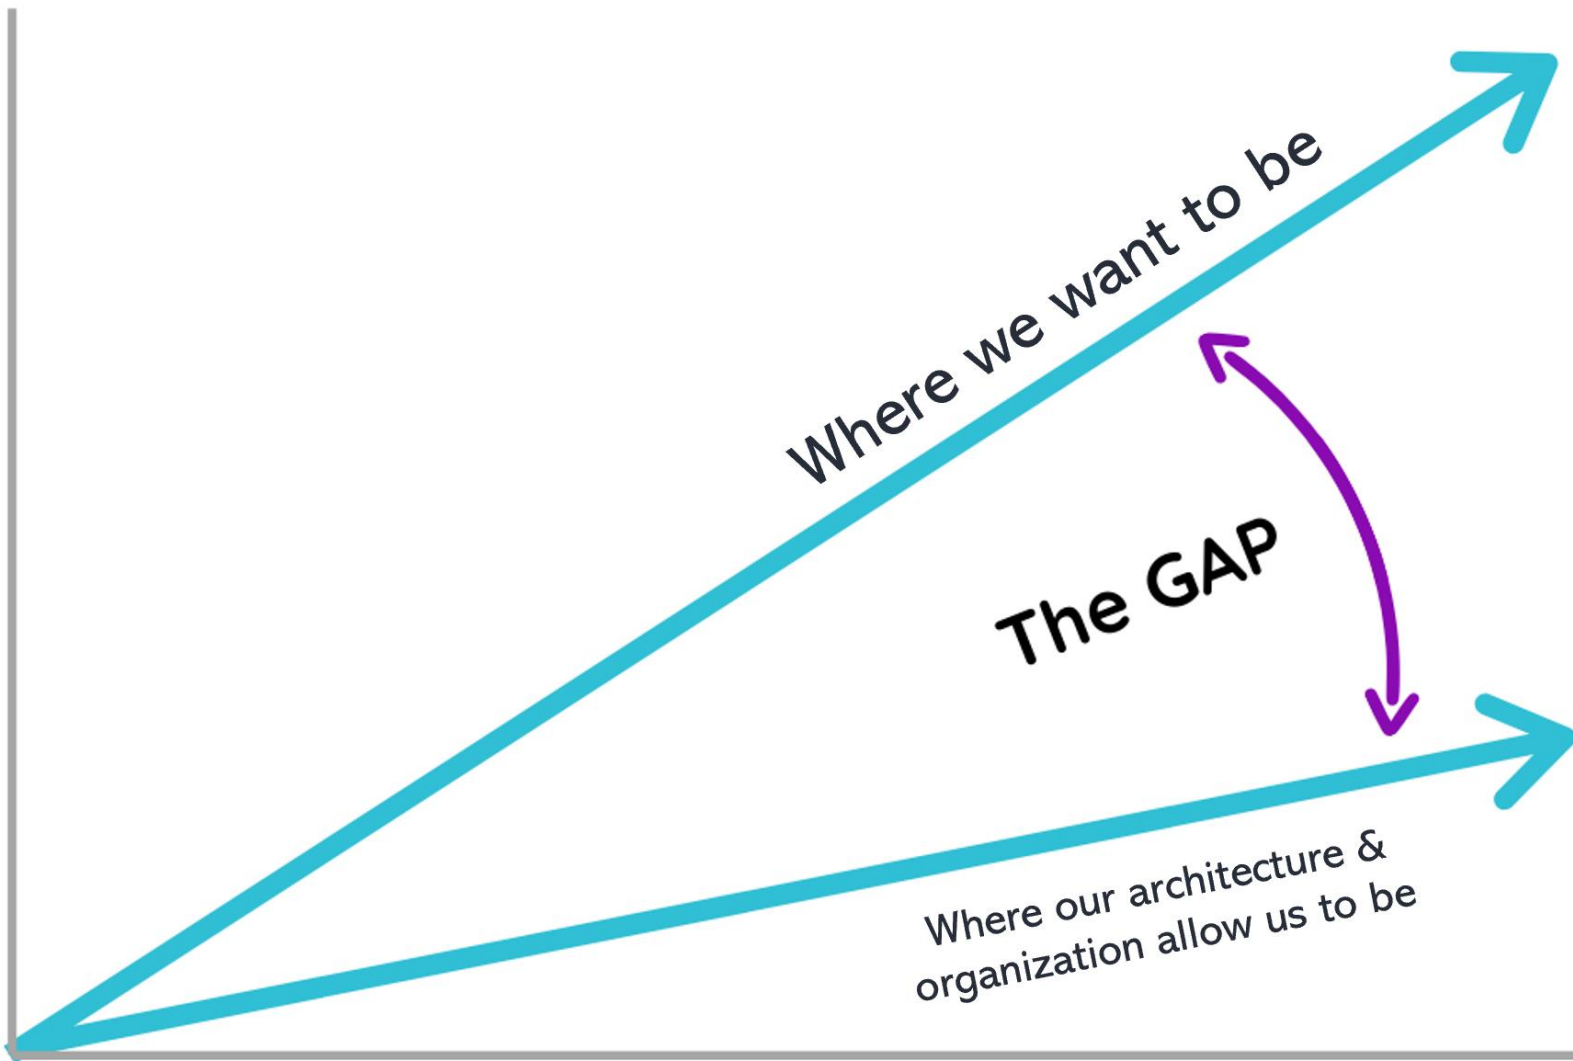 Where we want to be
The GAP
Where our architecture &
organization allow us to be